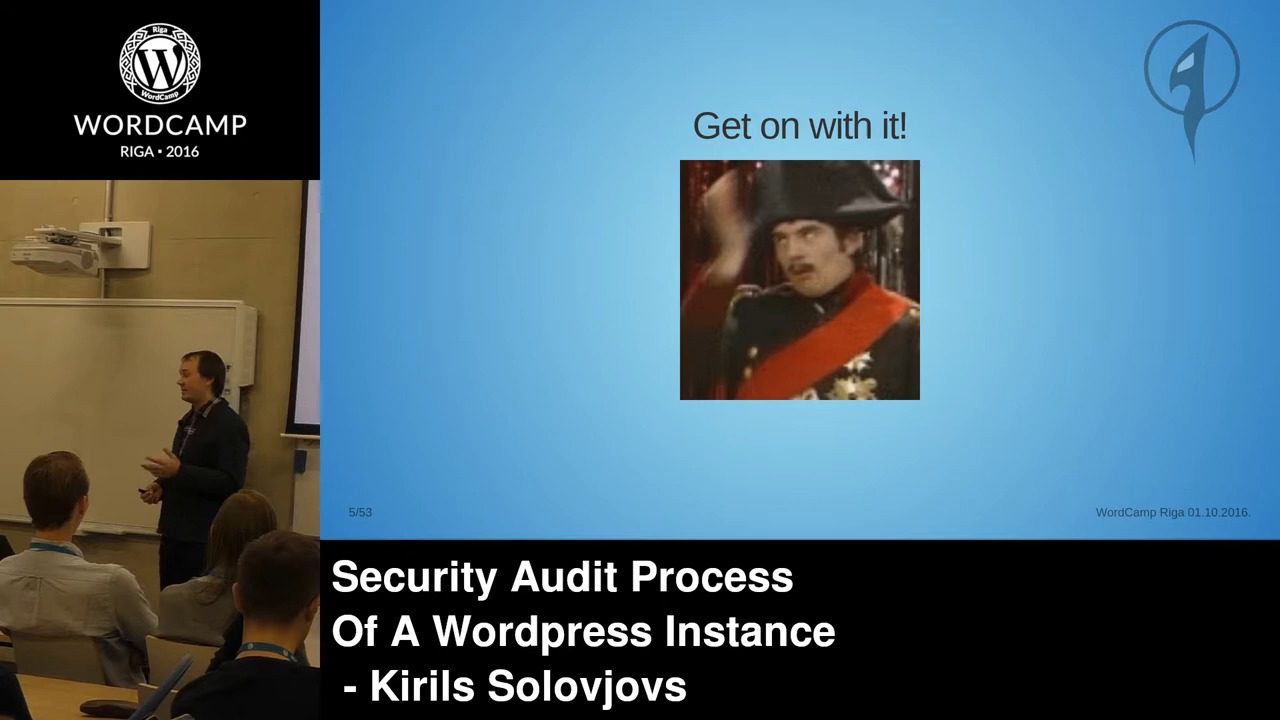 Riga
W
WordCamp
WORDCAMP
RIGA • 2016
Get on with it!
5/53
WordCamp Riga 01.10.2016.
Security Audit Process
Of A Wordpress Instance
- Kirils Solovjovs